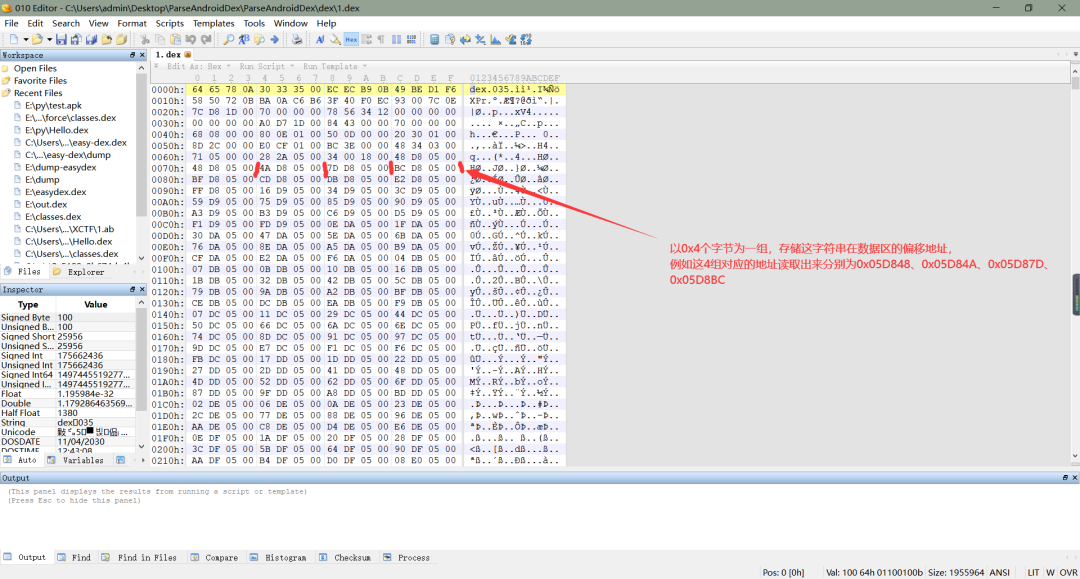 010 Editor - C:\Users\admin\Desktop\ParseAndroidDex\ParseAndroidDex\dex\1.dex
File Edit Search View Format Scripts Templates Tools Window Help
Workspace
Open Files
Favorite Files
Recent Files
E:\py\test.apk
C:\...\force\classes.dex
E:\py\Hello.dex
C:\Users\...\easy-dex.dex
C:\...\easy-dex\dump
E:\dump-easydex
E:\dump
E:\easydex.dex
E:\out.dex
E:\classes.dex
C:\Users\...\XCTF\1.ab
C:\Users\...\Hello.dex
C:\Users\...\classes.dex
Files Explorer
Inspector
Type Value
Signed Byte 100
Unsigned B... 100
Signed Short 25956
Unsigned S... 25956
Signed Int 175662436
Unsigned Int 175662436
Signed Int64 1497445519277...
Unsigned I... 1497445519277...
Float 1.195984e-32
Double 1.179286463569...
Half Float 1380
DOSDATE 11/04/2030
Auto Variables
1.dex
Edit As: Hex Run Script Run Template
0 1 2 3 4 5 6 7 8 9 A B C D E F 0123456789ABCDEF
0000h: 64 65 78 0A 30 33 35 00 EC EC B9 0B 49 BE D1 F6
0010h: 58 50 72 0B BA 0A C6 B6 3F 40 F0 EC 93 00 7C 0E
0020h: 7C D8 1D 00 70 00 00 00 78 56 34 12 00 00 00 00
0030h: 00 00 00 00 A0 D7 1D 00 84 43 00 00 70 00 00 00
0040h: 68 08 00 00 80 0E 01 00 50 0D 00 00 20 30 01 00
0050h: 8D 2C 00 00 E0 CF 01 00 BC 3E 00 00 48 34 03 00
0060h: 71 05 00 00 28 2A 05 00 34 00 18 00 48 D8 05 00
0070h: 48 D8 05 00 4A D8 05 00 7D D8 05 00 BC D8 05 00
0080h: BF D8 05 00 CD D8 05 00 DB D8 05 00 E2 D8 05 00
0090h: FF D8 05 00 16 D9 05 00 34 D9 05 00 3C D9 05 00
00A0h: 59 D9 05 00 75 D9 05 00 85 D9 05 00 90 D9 05 00
00B0h: A3 D9 05 00 B3 D9 05 00 C6 D9 05 00 D5 D9 05 00
00C0h: F1 D9 05 00 FD D9 05 00 0E DA 05 00 1F DA 05 00
00D0h: 30 DA 05 00 47 DA 05 00 5E DA 05 00 6B DA 05 00
00E0h: 76 DA 05 00 8E DA 05 00 A5 DA 05 00 B9 DA 05 00
00F0h: CF DA 05 00 E2 DA 05 00 F6 DA 05 00 04 DB 05 00
0100h: 07 DB 05 00 0B DB 05 00 10 DB 05 00 16 DB 05 00
0110h: 1B DB 05 00 32 DB 05 00 42 DB 05 00 5C DB 05 00
0120h: 79 DB 05 00 9A DB 05 00 A2 DB 05 00 BF DB 05 00
0130h: CE DB 05 00 DC DB 05 00 EA DB 05 00 F9 DB 05 00
0140h: 07 DC 05 00 11 DC 05 00 29 DC 05 00 44 DC 05 00
0150h: 50 DC 05 00 66 DC 05 00 6A DC 05 00 6E DC 05 00
0160h: 74 DC 05 00 8D DC 05 00 91 DC 05 00 97 DC 05 00
0170h: 9D DC 05 00 E7 DC 05 00 F1 DC 05 00 F6 DC 05 00
0180h: FB DC 05 00 17 DD 05 00 1D DD 05 00 22 DD 05 00
0190h: 27 DD 05 00 2D DD 05 00 41 DD 05 00 48 DD 05 00
01A0h: 4D DD 05 00 52 DD 05 00 62 DD 05 00 6F DD 05 00
01B0h: 87 DD 05 00 9F DD 05 00 A8 DD 05 00 BD DD 05 00
01C0h: 02 DE 05 00 06 DE 05 00 0A DE 05 00 23 DE 05 00
01D0h: 2C DE 05 00 77 DE 05 00 88 DE 05 00 96 DE 05 00
01E0h: AA DE 05 00 C8 DE 05 00 D4 DE 05 00 E6 DE 05 00
01F0h: 0E DF 05 00 1A DF 05 00 20 DF 05 00 28 DF 05 00
0200h: 3C DF 05 00 5B DF 05 00 64 DF 05 00 90 DF 05 00
0210h: AA DF 05 00 B4 DF 05 00 D0 DF 05 00 08 E0 05 00
以0x4个字节为一组，存储这字符串在数据区的偏移地址，
例如这4组对应的地址读取出来分别为0x05D848、0x05D84A、0x05D87D、
0x05D8BC
Output
(This panel displays the results from running a script or template)
(Press Esc to hide this panel)
Output Find Find in Files Compare Histogram Checksum Process
Pos: 0 [0h] Val: 100 64h 01100100b Size: 1955964 ANSI LIT W OVR